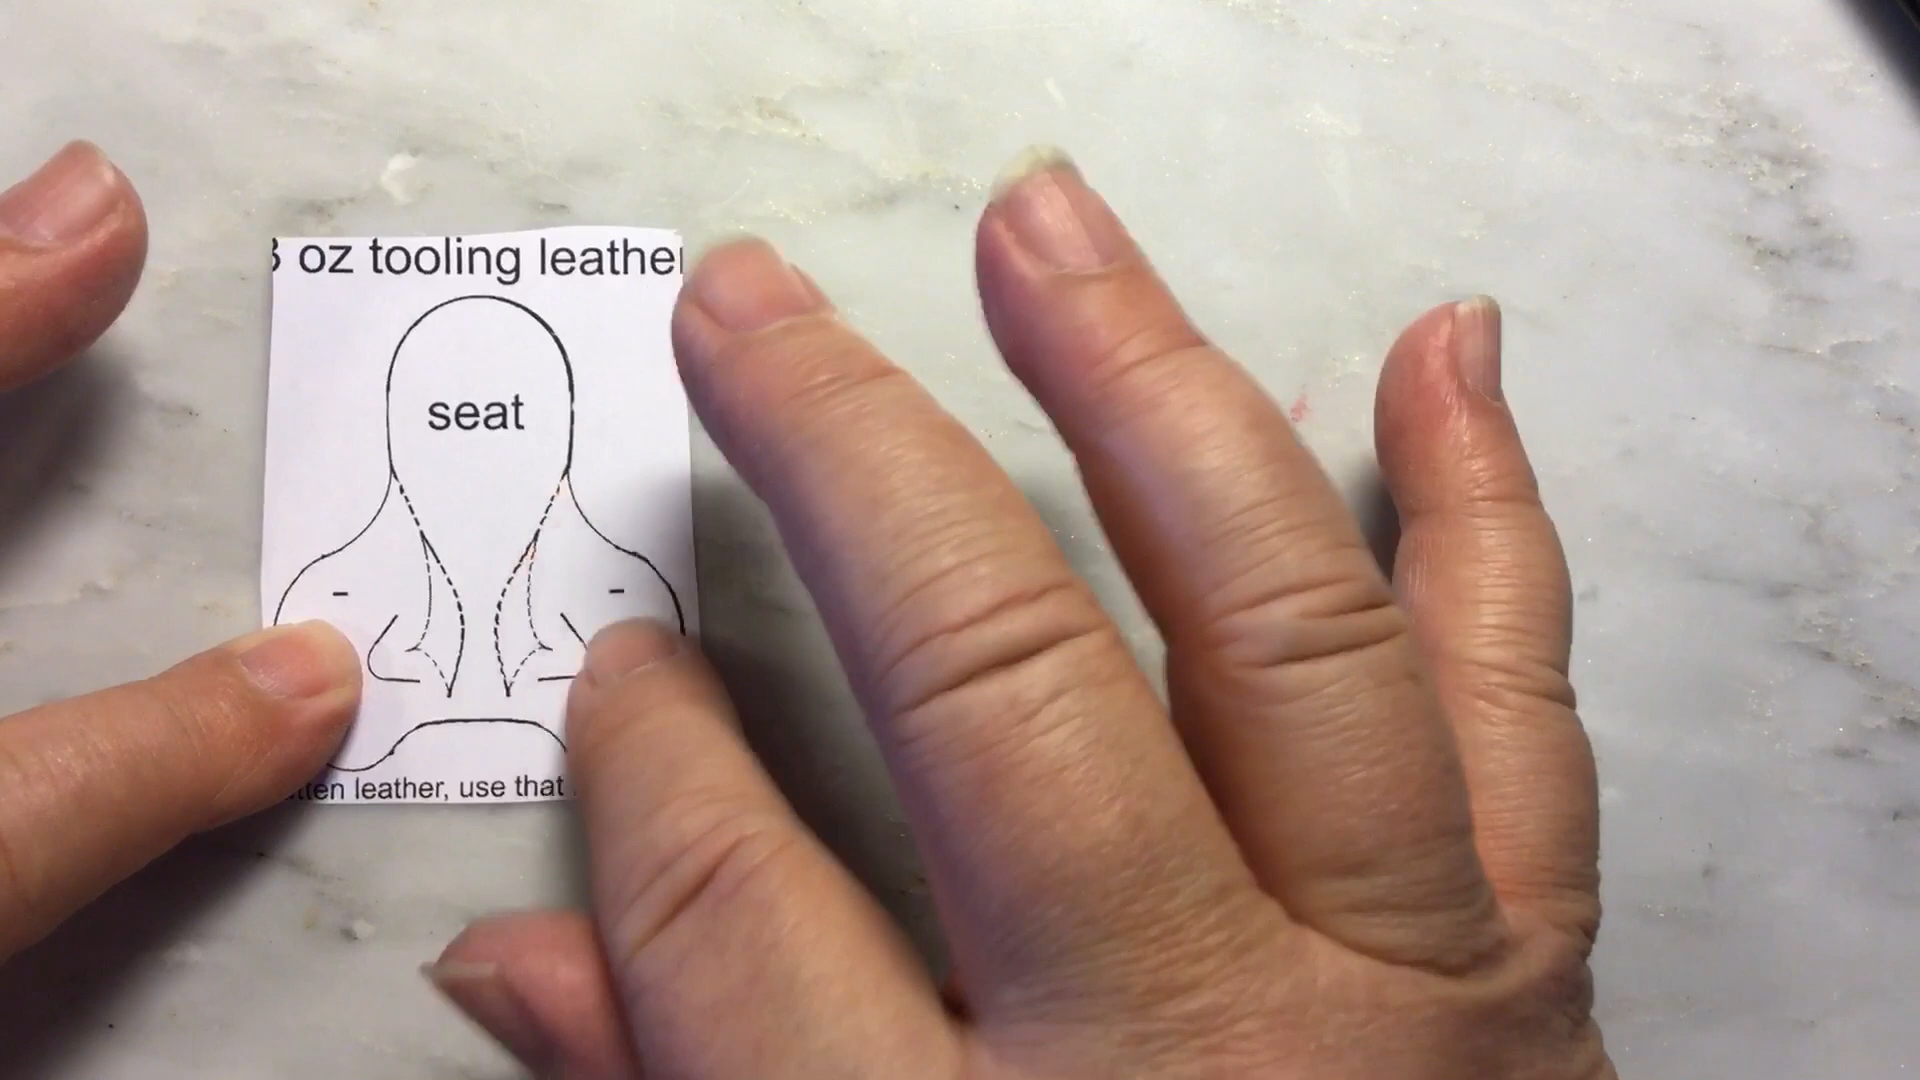 oz tooling leather
seat
leather, use that